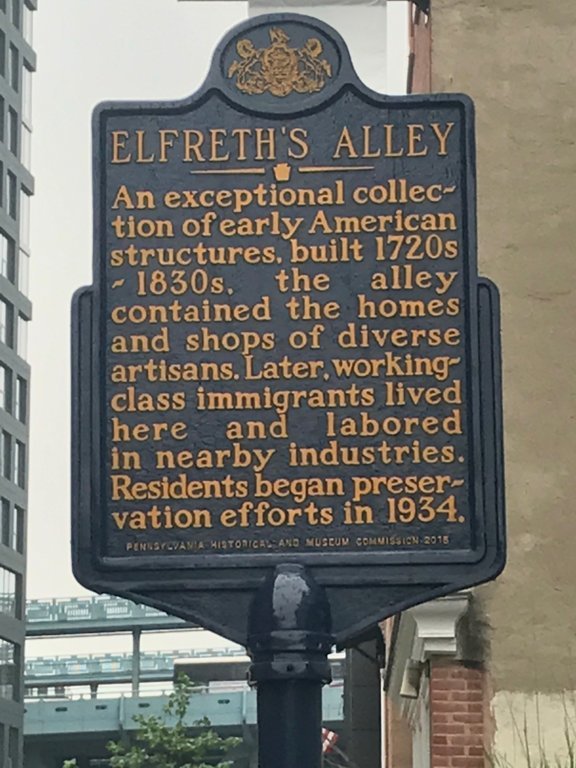 ELFRETH'S ALLEY
An exceptional collec-
tion of early American
structures, built 1720s
- 1830s, the alley
contained the homes
and shops of diverse
artisans. Later, working-
class immigrants lived
here and labored
in nearby industries.
Residents began preser-
vation efforts in 1934.
PENNSYLVANIA HISTORICAL AND MUSEUM COMMISSION 2015